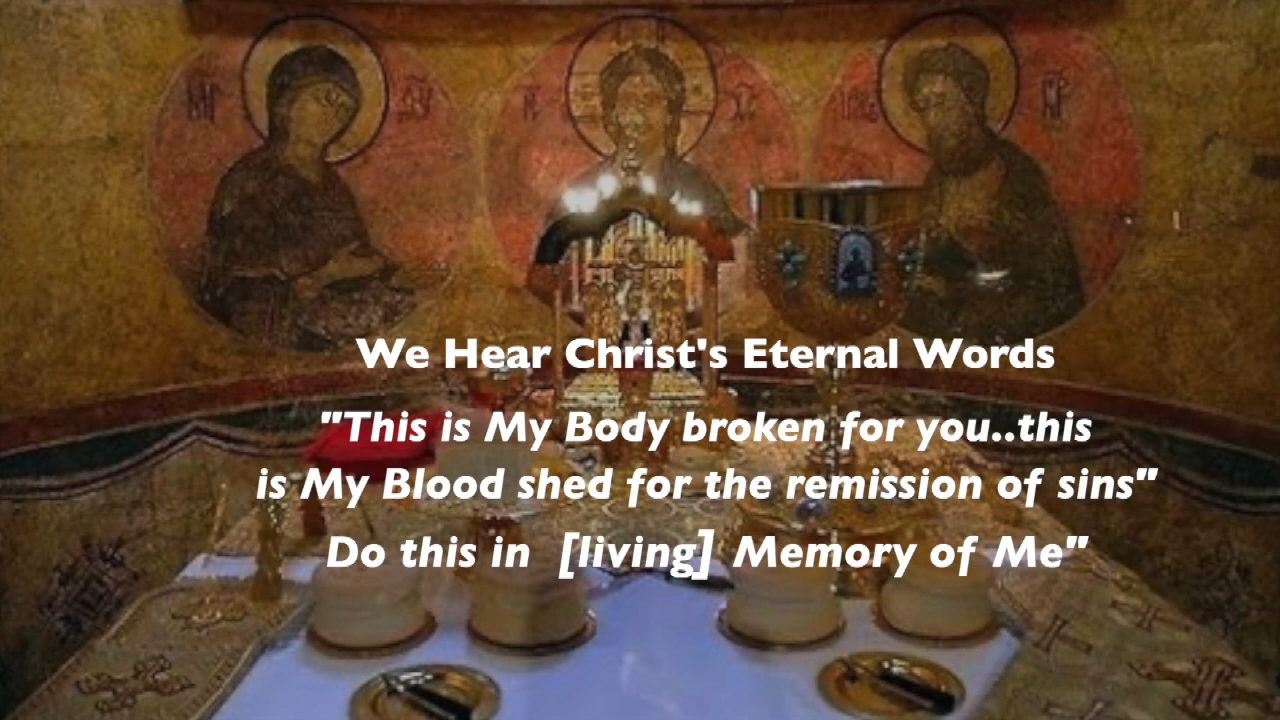 We Hear Christ's Eternal Words
"This is My Body broken for you..this
is My Blood shed for the remission of sins"
Do this in [living] Memory of Me"